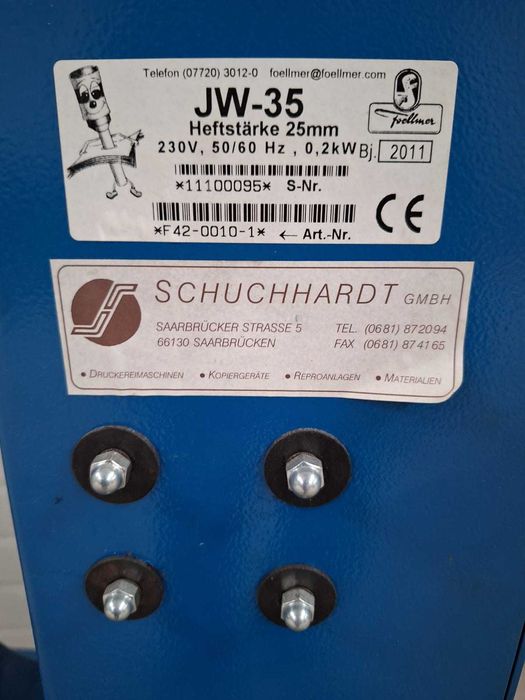 Telefon (07720) 3012-0 foellmer@foellmer.com
JW-35
Foellmer
Heftstärke 25mm
230V, 50/60 Hz , 0,2kW Bj. 2011
*11100095* S-Nr.
CE
*F42-0010-1* ← Art.-Nr.
SCHUCHHARDT GMBH
SAARBRÜCKER STRASSE 5 TEL. (0681) 872094
66130 SAARBRÜCKEN FAX (0681) 874165
• DRUCKEREIMASCHINEN • KOPIERGERÄTE • REPROANLAGEN • MATERIALIEN